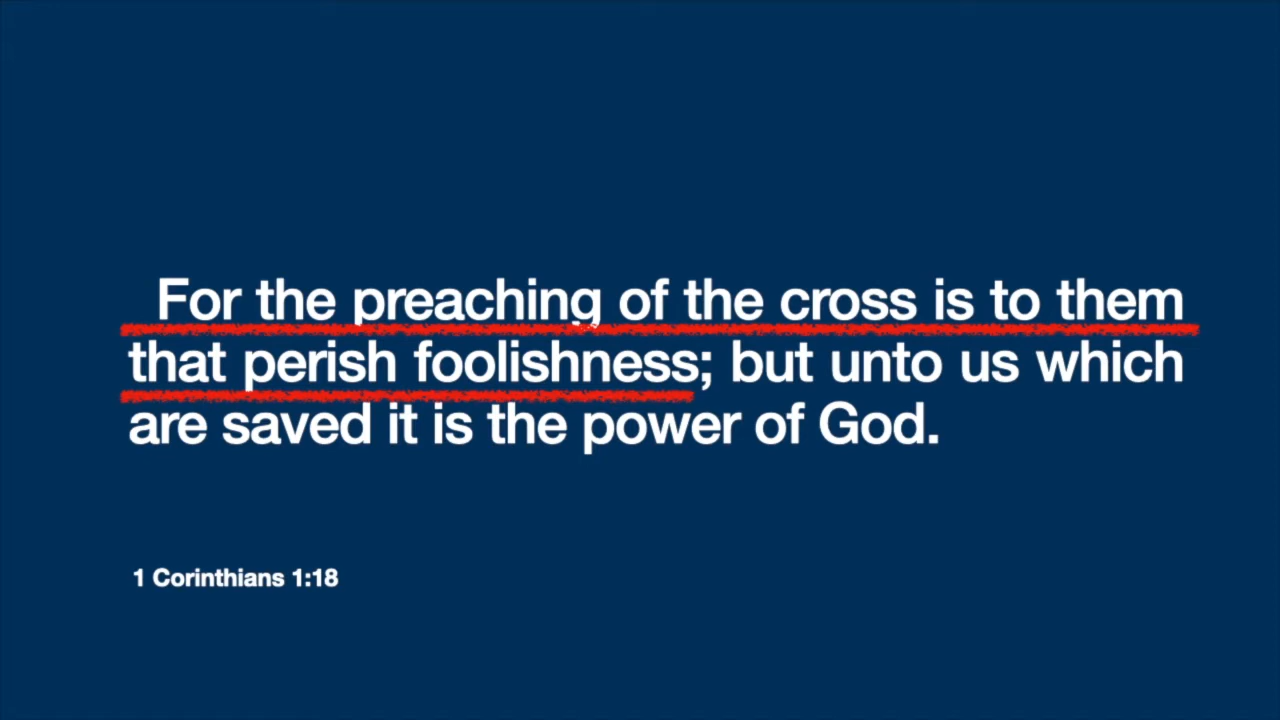 For the preaching of the cross is to them
that perish foolishness; but unto us which
are saved it is the power of God.
1 Corinthians 1:18